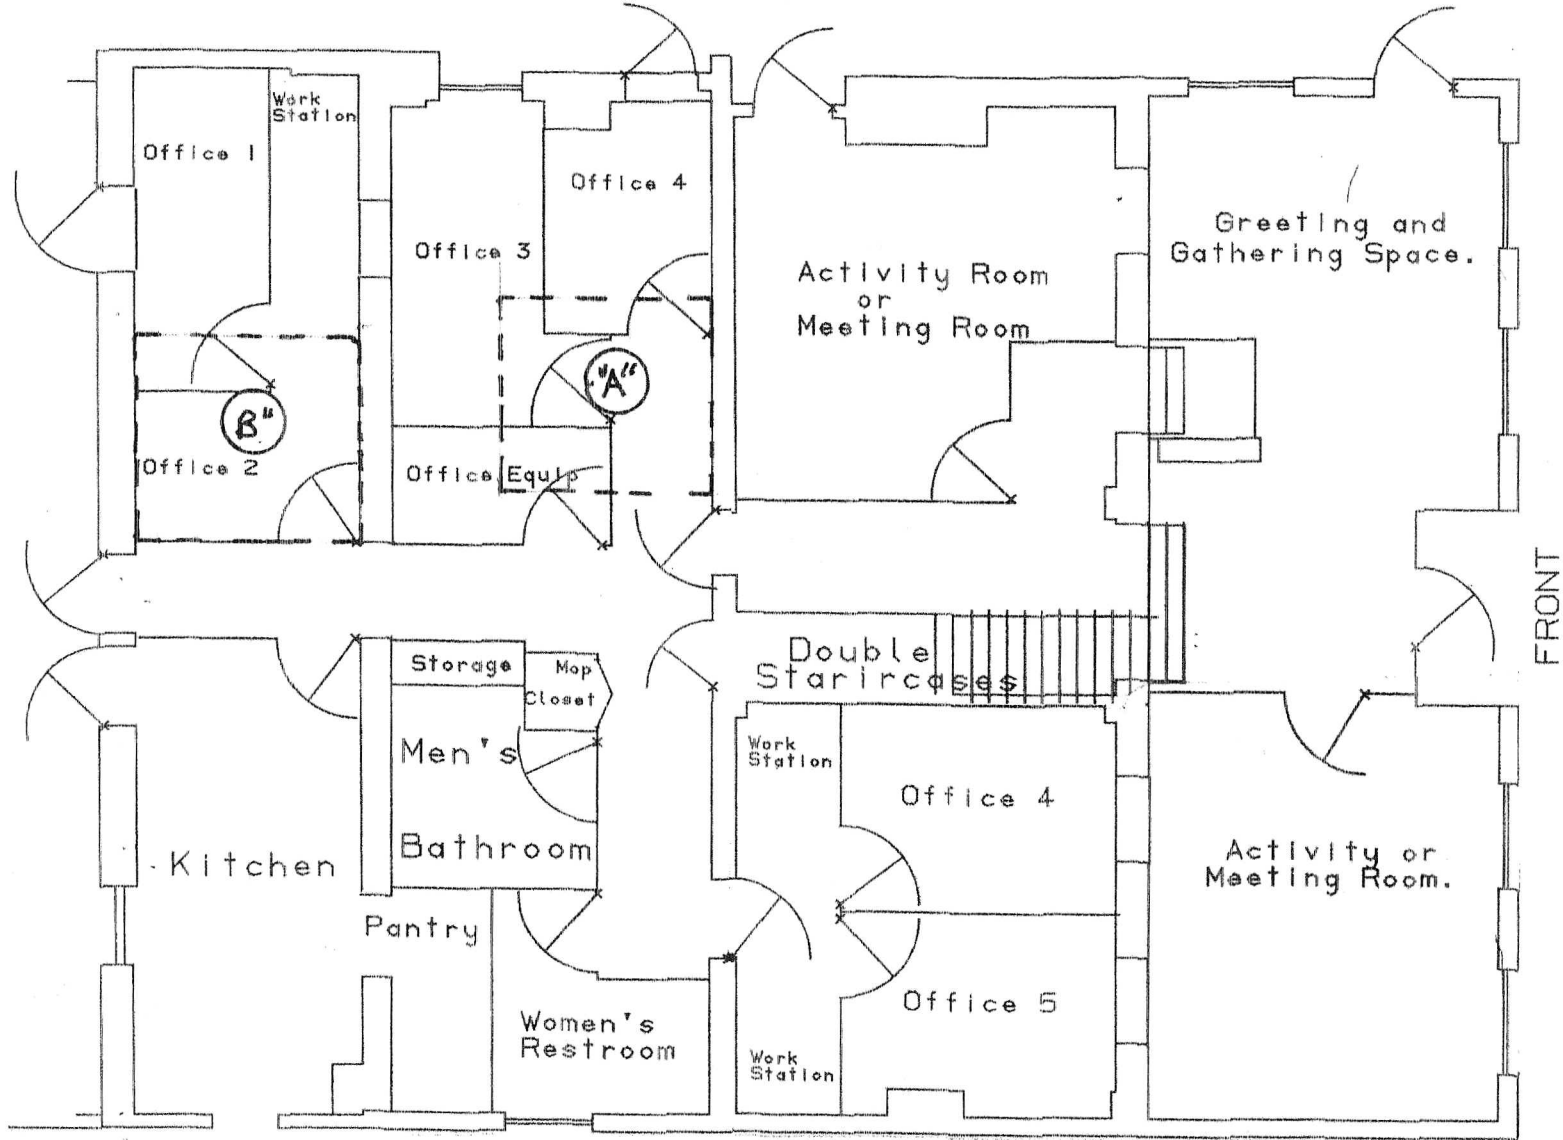 Work
Station
Office 1
Office 4
Office 3
Greeting and
Gathering Space.
Activity Room
or
Meeting Room
"A"
B"
Office 2
Office Equip
FRONT
Double
Starircases
Storage
Mop
Closet
Men's
Bathroom
Work
Station
Office 4
Kitchen
Activity or
Meeting Room.
Pantry
Office 5
Women's
Restroom
Work
Station